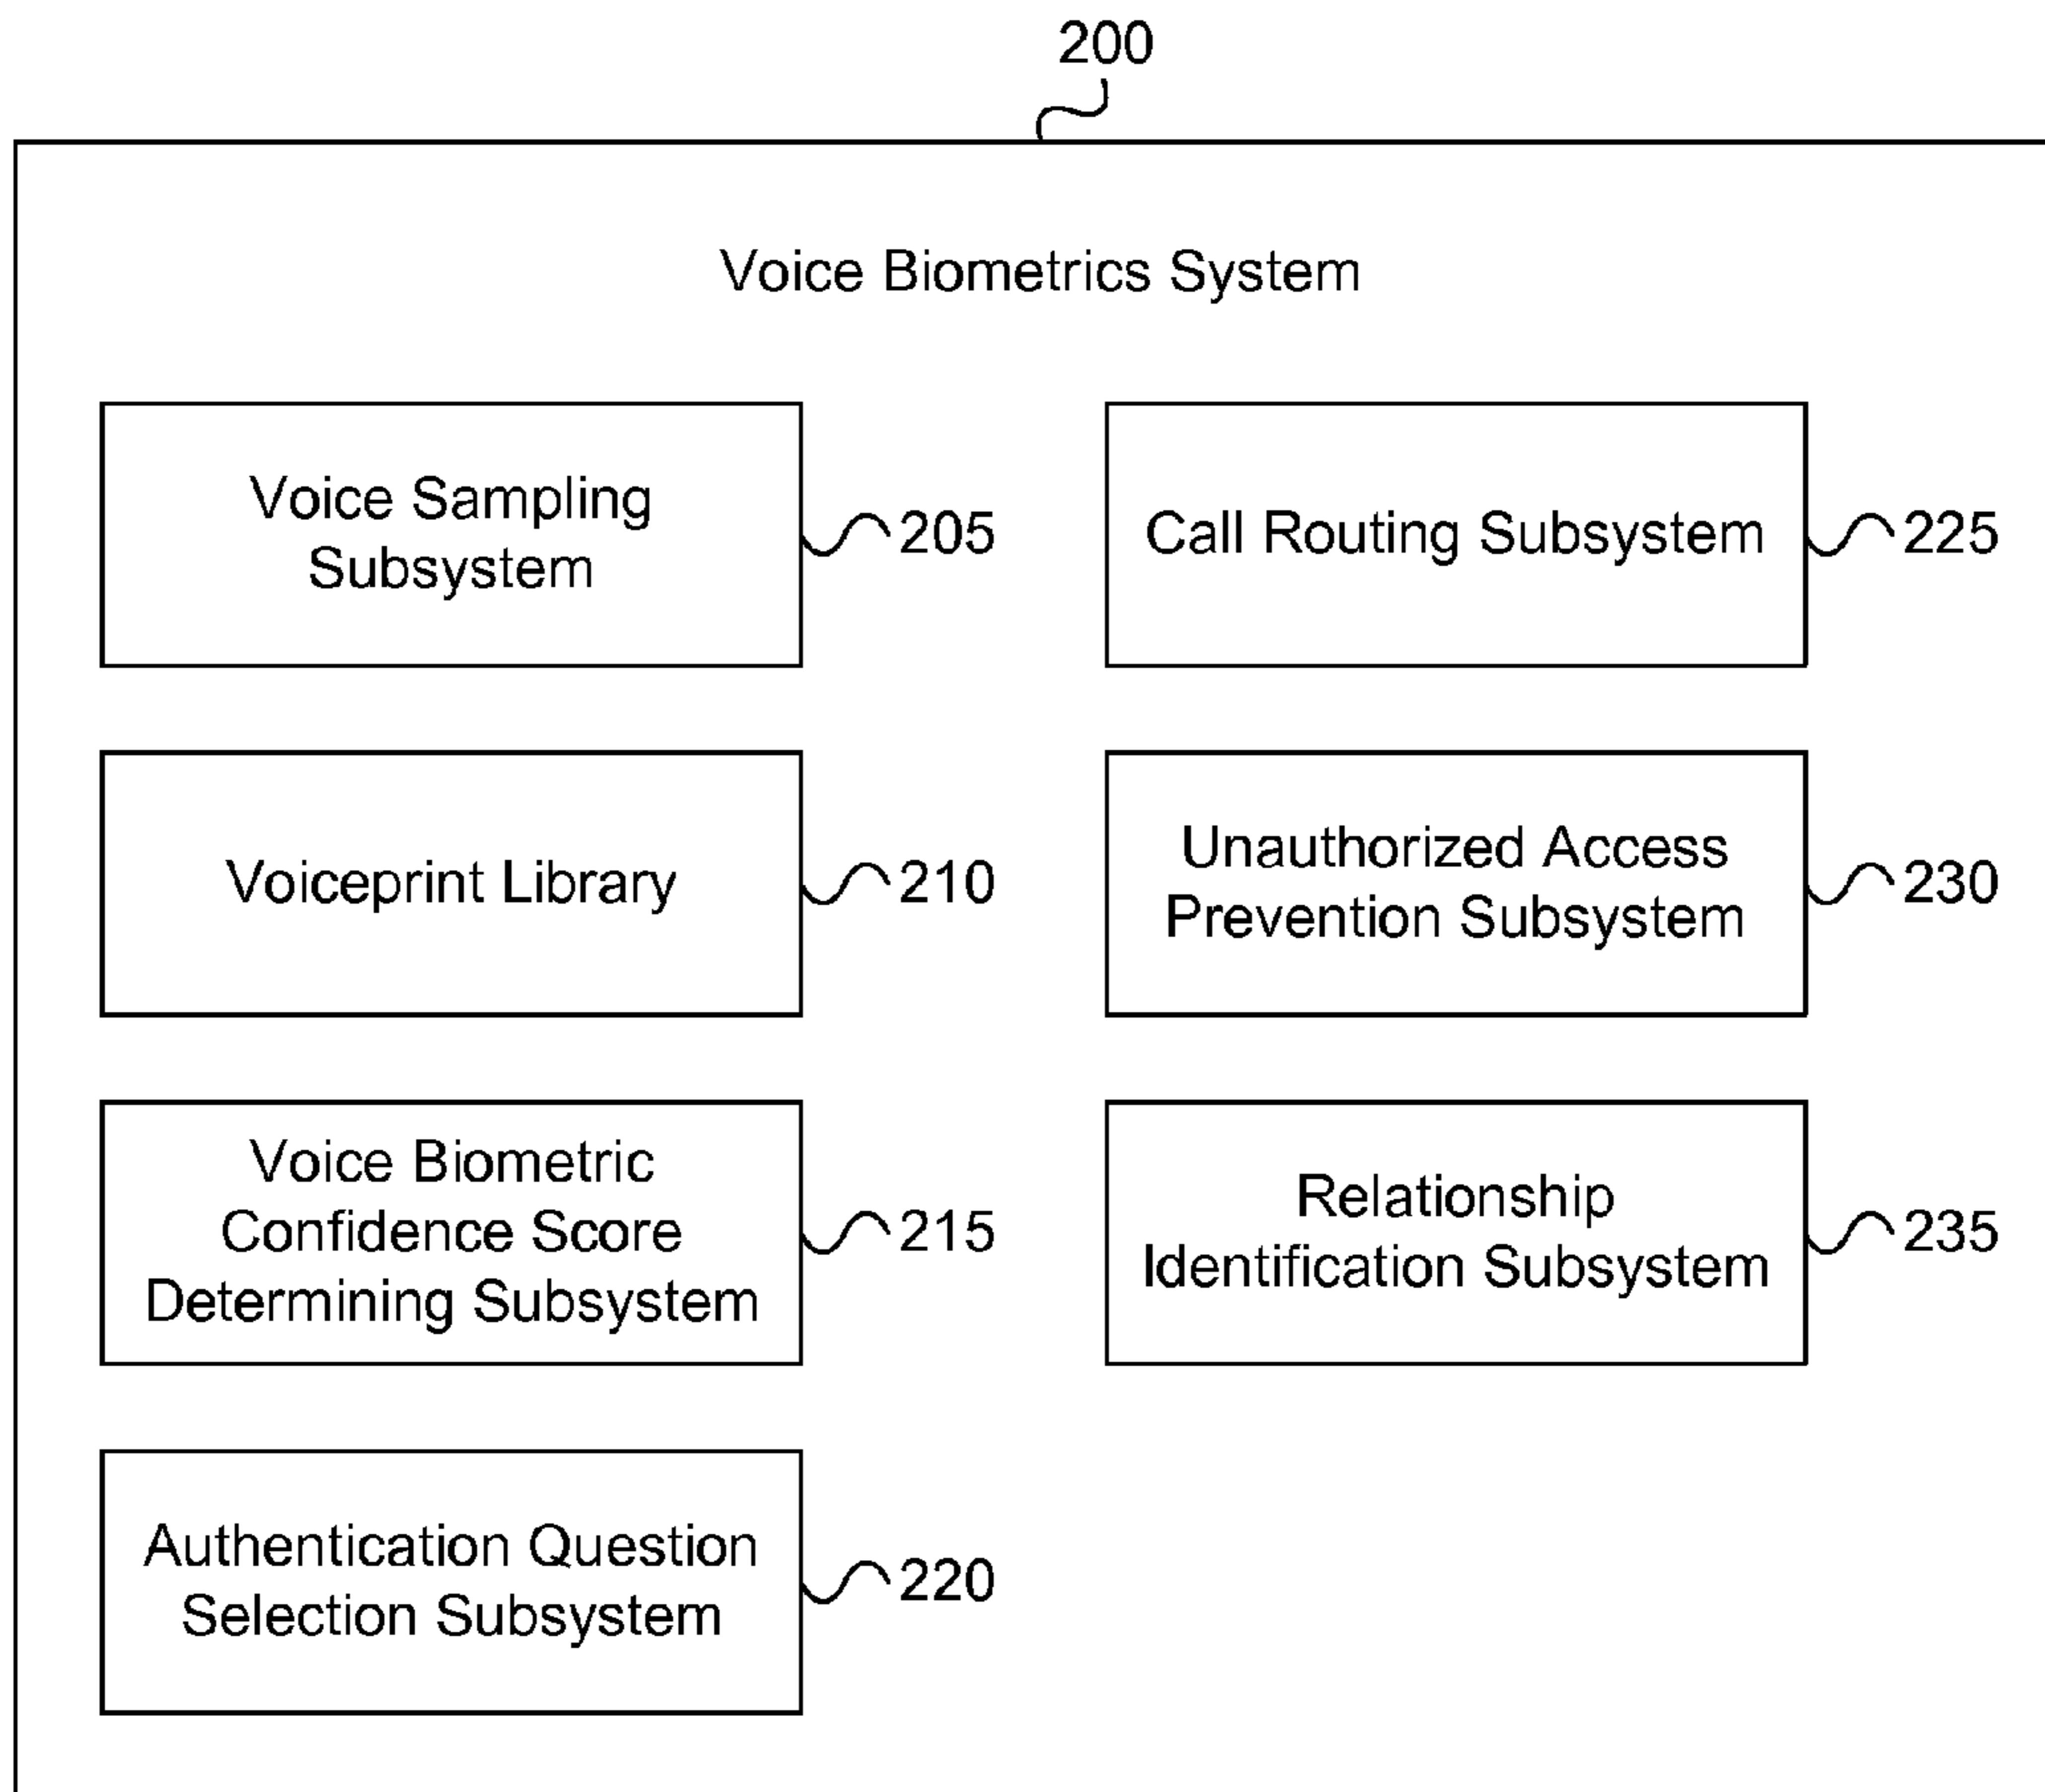 200
Voice Biometrics System
Voice Sampling
Subsystem
205
Voiceprint Library
210
Voice Biometric
Confidence Score
Determining Subsystem
215
Authentication Question
Selection Subsystem
220
Call Routing Subsystem
225
Unauthorized Access
Prevention Subsystem
230
Relationship
Identification Subsystem
235